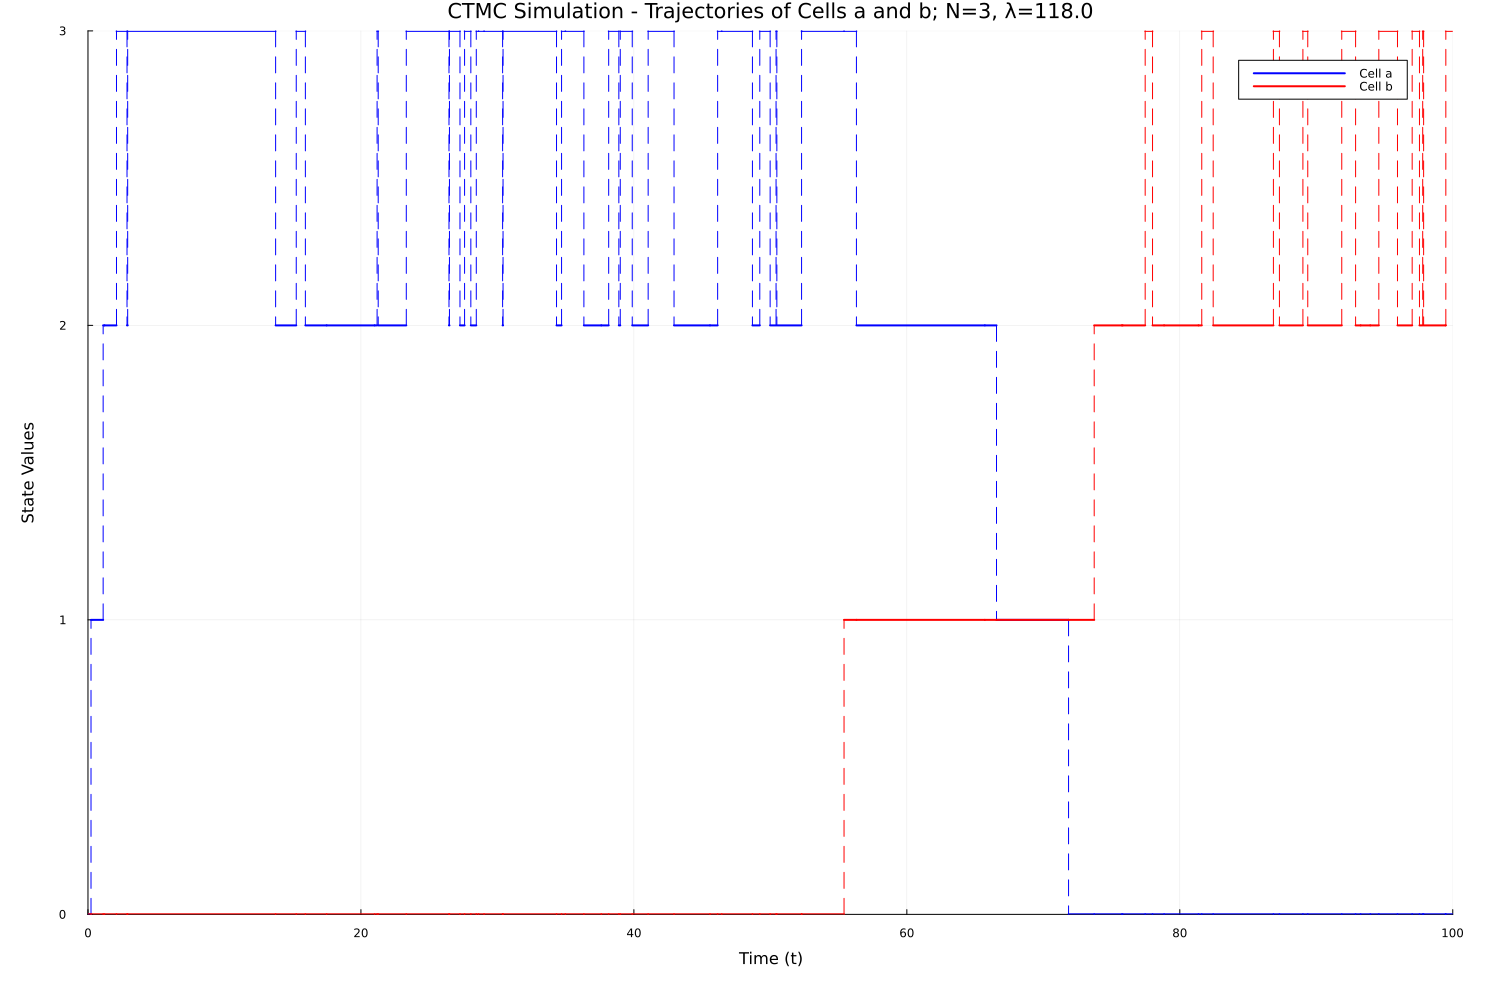 CTMC Simulation - Trajectories of Cells a and b; N=3, λ=118.0
3
Cell a
Cell b
2
State Values
1
0
0 20 40 60 80 100
Time (t)